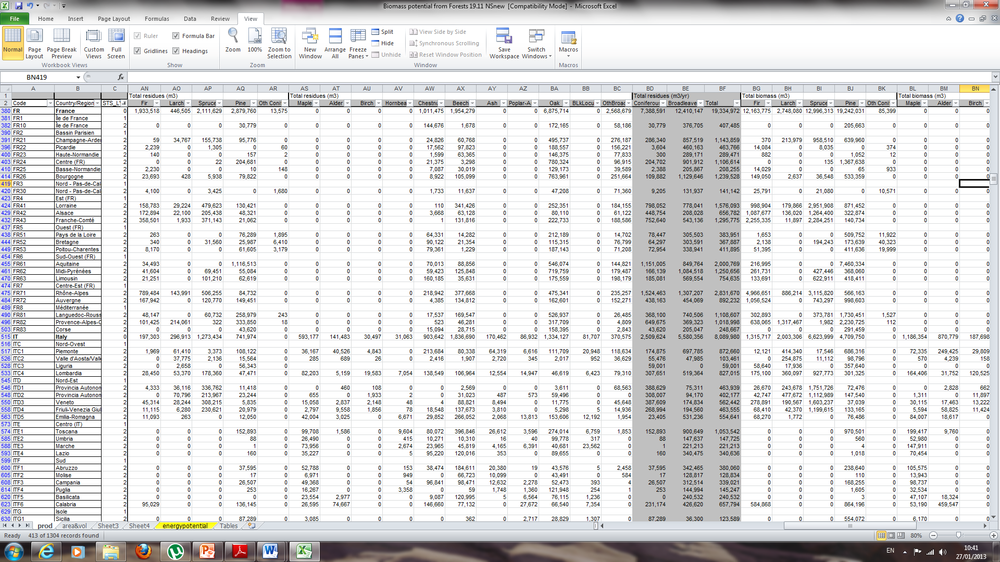 Biomass potential from Forests 19.11 NSnew [Compatibility Mode] - Microsoft Excel
File Home Insert Page Layout Formulas Data Review View
Normal Page Layout Page Break Preview Custom Views Full Screen
Workbook Views
Ruler Formula Bar
Gridlines Headings
Show
Zoom 100% Zoom to Selection
Zoom
New Window Arrange All Freeze Panes Split Hide Unhide
View Side by Side
Synchronous Scrolling
Reset Window Position
Window
Save Workspace Switch Windows
Macros
Macros
BN419 fx
A B C AN AO AP AQ AR AS AT AU AV AW AX AY AZ BA BB BC BD BE BF BG BH BI BJ BK BL BM BN
1 Total residues (m3) Total residues (m3) Total residues (m3/yr) Total biomass (m3) Total biomass (m3)
2 Code Country/Region STS_L Fir Larch Spruce Pine Oth Coni Maple Alder Birch Hornbea Chestnu Beech Ash Poplar-A Oak BLkLocu OthBroad Coniferous Broadleave Total Fir Larch Spruce Pine Oth Coni Maple Alder Birch
380 FR France 0 1,933,518 446,505 2,111,629 2,879,760 13,575 0 0 0 0 1,011,475 1,954,279 0 0 6,875,714 0 2,568,679 7,388,591 12,410,147 19,334,972 12,163,775 2,748,080 12,996,313 19,242,031 85,399 0 0 0
381 FR1 Île de France 1
382 FR10 Île de France 2 0 0 0 30,779 0 0 0 0 0 144,676 1,678 0 0 172,165 0 58,186 30,779 376,705 407,485 0 0 0 205,663 0 0 0 0
390 FR2 Bassin Parisien 1
391 FR21 Champagne-Arder 2 59 34,767 155,738 95,776 0 0 0 0 0 24,826 60,768 0 0 495,737 0 276,187 286,340 857,519 1,143,859 370 213,979 958,510 639,960 0 0 0 0
396 FR22 Picardie 2 2,239 0 1,305 0 60 0 0 0 0 17,562 97,823 0 0 188,557 0 156,221 3,604 460,163 463,766 14,084 0 8,035 0 374 0 0 0
400 FR23 Haute-Normandie 2 140 0 0 157 2 0 0 0 0 1,599 63,365 0 0 146,375 0 77,833 300 289,171 289,471 882 0 0 1,052 12 0 0 0
403 FR24 Centre (FR) 2 0 0 22 204,681 0 0 0 0 0 21,375 3,298 0 0 780,324 0 96,915 204,702 901,912 1,106,614 0 0 135 1,367,638 0 0 0 0
410 FR25 Basse-Normandie 2 2,230 0 0 10 148 0 0 0 0 7,087 30,019 0 0 129,173 0 39,589 2,388 205,867 208,255 14,029 0 0 65 933 0 0 0
414 FR26 Bourgogne 2 23,693 428 5,938 79,822 0 0 0 0 0 8,922 105,099 0 0 763,961 0 251,664 109,882 1,129,646 1,239,528 149,050 2,637 36,548 533,359 0 0 0 0
419 FR3 Nord - Pas-de-Cal 1
420 FR30 Nord - Pas-de-Cal 2 4,100 0 3,425 0 1,680 0 0 0 0 1,733 11,637 0 0 47,208 0 71,360 9,205 131,937 141,142 25,791 0 21,080 0 10,571 0 0 0
423 FR4 Est (FR) 1
424 FR41 Lorraine 2 158,783 29,224 479,623 130,421 0 0 0 0 0 110 341,426 0 0 252,351 0 184,155 798,052 778,041 1,576,093 998,904 179,866 2,951,908 871,452 0 0 0 0
429 FR42 Alsace 2 172,894 22,100 205,438 48,321 0 0 0 0 0 3,668 63,128 0 0 80,110 0 61,122 448,754 208,028 656,782 1,087,677 136,020 1,264,400 322,874 0 0 0 0
432 FR43 Franche-Comté 2 358,501 1,933 371,143 21,062 0 0 0 0 0 1 131,816 0 0 222,733 0 188,586 752,640 543,136 1,295,775 2,255,335 11,897 2,284,251 140,734 0 0 0 0
437 FR5 Ouest (FR) 1
438 FR51 Pays de la Loire 2 263 0 0 76,289 1,895 0 0 0 0 64,331 14,282 0 0 212,189 0 14,702 78,447 305,503 383,951 1,653 0 0 509,752 11,922 0 0 0
444 FR52 Bretagne 2 340 0 31,560 25,987 6,410 0 0 0 0 90,122 21,354 0 0 115,315 0 76,799 64,297 303,591 367,887 2,138 0 194,243 173,639 40,323 0 0 0
449 FR53 Poitou-Charentes 2 8,170 0 0 61,605 3,179 0 0 0 0 79,361 1,229 0 0 187,143 0 71,208 72,954 338,941 411,895 51,395 0 0 411,636 19,999 0 0 0
454 FR6 Sud-Ouest (FR) 1
455 FR61 Aquitaine 2 34,493 0 0 1,116,513 0 0 0 0 0 70,013 88,856 0 0 546,074 0 144,821 1,151,005 849,764 2,000,769 216,995 0 0 7,460,334 0 0 0 0
461 FR62 Midi-Pyrénées 2 41,604 0 69,451 55,084 0 0 0 0 0 59,423 125,848 0 0 719,759 0 179,487 166,139 1,084,518 1,250,656 261,731 0 427,446 368,060 0 0 0 0
470 FR63 Limousin 2 21,251 0 101,210 62,619 0 0 0 0 0 160,185 35,631 0 0 175,559 0 198,179 185,081 569,554 754,635 133,691 0 622,911 418,411 0 0 0 0
474 FR7 Centre-Est (FR) 1
475 FR71 Rhône-Alpes 2 789,484 143,991 506,255 84,732 0 0 0 0 0 218,942 377,668 0 0 475,341 0 235,257 1,524,463 1,307,207 2,831,670 4,966,651 886,214 3,115,820 566,163 0 0 0 0
484 FR72 Auvergne 2 167,942 0 120,770 149,451 0 0 0 0 0 4,385 134,812 0 0 162,601 0 152,271 438,163 454,069 892,232 1,056,524 0 743,297 998,603 0 0 0 0
489 FR8 Méditerranée 1
490 FR81 Languedoc-Rouss 2 48,147 0 60,732 258,979 243 0 0 0 0 17,537 169,547 0 0 526,937 0 26,485 368,100 740,506 1,108,607 302,893 0 373,781 1,730,451 1,527 0 0 0
496 FR82 Provence-Alpes-C 2 101,425 214,061 322 333,850 18 0 0 0 0 523 46,281 0 0 317,709 0 4,809 649,675 369,323 1,018,998 638,065 1,317,467 1,982 2,230,725 112 0 0 0
503 FR83 Corse 2 0 0 0 43,620 0 0 0 0 0 15,094 28,715 0 0 158,395 0 2,843 43,620 205,047 248,667 0 0 0 291,459 0 0 0 0
515 IT Italy 0 197,303 296,913 1,273,434 741,974 0 593,177 141,483 30,497 31,063 903,642 1,836,690 170,462 86,932 1,334,127 81,707 370,575 2,509,624 5,580,356 8,089,980 1,315,717 2,003,306 6,623,999 4,709,750 0 1,186,354 870,779 187,698
516 ITC Nord-Ovest 1
517 ITC1 Piemonte 2 1,969 61,410 3,373 108,122 0 36,167 40,526 4,843 0 213,684 80,338 64,319 6,616 111,709 20,948 118,634 174,875 697,785 872,660 12,121 414,340 17,546 686,316 0 72,335 249,425 29,809
526 ITC2 Valle d'Aosta/Vallé 2 0 37,775 2,136 15,564 0 285 689 26 0 2,416 1,907 2,720 345 2,017 952 36,629 55,476 47,985 103,461 0 254,875 11,112 98,796 0 570 4,239 158
528 ITC3 Liguria 2 0 2,658 0 56,343 0 59,001 0 59,001 58,640 17,936 0 357,640 0 0 0 0
533 ITC4 Lombardia 2 28,450 53,370 178,360 47,471 0 82,203 5,159 19,583 7,054 138,549 106,964 12,554 14,947 46,619 6,423 79,310 307,651 519,364 827,015 175,100 360,097 927,773 301,325 0 164,406 31,752 120,525
545 ITD Nord-Est 1
546 ITD1 Provincia Autonon 2 4,333 36,116 336,762 11,418 0 0 460 108 0 0 2,569 0 0 3,611 0 68,563 388,629 75,311 463,939 26,670 243,678 1,751,726 72,476 0 0 2,828 662
548 ITD2 Provincia Autonon 2 0 70,796 213,967 23,244 0 655 0 1,933 2 0 31,023 487 573 59,496 0 0 308,007 94,170 402,177 42,747 477,672 1,112,989 147,540 0 1,311 0 11,897
550 ITD3 Veneto 2 45,314 28,244 308,215 5,835 0 15,058 2,837 2,148 48 4 88,821 8,494 0 11,775 0 45,648 387,609 174,834 562,442 278,891 190,567 1,603,237 37,039 0 30,115 17,463 13,222
558 ITD4 Friuli-Venezia Giul 2 11,115 6,280 230,621 20,979 0 2,797 9,558 1,856 78 18,548 137,673 3,810 0 5,298 5 14,936 268,994 194,560 463,555 68,410 42,370 1,199,615 133,165 0 5,594 58,825 11,424
563 ITD5 Emilia-Romagna 2 11,093 263 0 12,050 0 42,004 3,025 0 6,671 29,852 266,052 2,068 13,813 153,606 12,192 1,954 23,405 531,236 554,641 68,270 1,772 0 76,486 0 84,007 18,617 0
573 ITE Centro (IT) 1
574 ITE1 Toscana 2 0 0 0 152,893 0 99,708 1,586 0 9,604 80,072 396,846 26,612 3,596 274,014 6,759 1,853 152,893 900,649 1,053,542 0 0 0 970,501 0 199,417 9,760 0
585 ITE2 Umbria 2 0 0 0 88 0 26,490 0 0 415 10,271 10,310 16 40 99,778 317 0 88 147,637 147,725 0 0 0 560 0 52,980 0 0
588 ITE3 Marche 2 0 0 0 1 0 73,956 0 0 2,674 23,965 45,819 4,165 6,391 40,681 23,562 0 1 221,213 221,213 0 0 0 4 0 147,911 0 0
593 ITE4 Lazio 2 0 0 0 160 0 35,227 0 0 5 95,220 120,016 353 0 89,655 0 0 160 340,475 340,636 0 0 0 1,018 0 70,454 0 0
599 ITF Sud 1
600 ITF1 Abruzzo 2 0 0 0 37,595 0 52,788 0 0 153 38,474 184,611 20,380 19 43,576 5 2,458 37,595 342,465 380,060 0 0 0 238,640 0 105,575 0 0
605 ITF2 Molise 2 0 0 0 17 0 6,971 0 0 949 0 66,723 10,099 0 43,491 0 584 17 128,817 128,834 0 0 0 110 0 13,943 0 0
608 ITF3 Campania 2 0 0 0 26,507 0 49,368 0 0 54 96,841 98,471 12,632 2,278 52,473 393 4 26,507 312,514 339,021 0 0 0 168,255 0 98,737 0 0
614 ITF4 Puglia 2 0 0 0 253 0 16,267 0 0 3,358 0 59 1,748 1,360 121,948 254 1 253 144,994 145,247 0 0 0 1,605 0 32,534 0 0
620 ITF5 Basilicata 2 0 0 0 0 0 23,554 2,977 0 0 9,087 120,995 5 6,564 76,115 1,236 0 0 240,532 240,532 0 0 0 3 0 47,107 18,324 0
623 ITF6 Calabria 2 95,029 0 0 136,145 0 26,595 74,667 0 0 146,660 77,132 0 27,672 66,540 7,354 0 231,174 426,620 657,794 584,868 0 0 864,196 0 53,190 459,547 0
629 ITG Isole 1
630 ITG1 Sicilia 2 0 0 0 87,289 0 3,085 0 0 0 0 362 0 2,717 28,829 1,307 0 87,289 36,300 123,589 0 0 0 554,072 0 6,170 0 0
prod area&vol Sheet3 Sheet4 energypotential Tables
Ready 413 of 1304 records found 80%
EN 10:41
27/01/2013